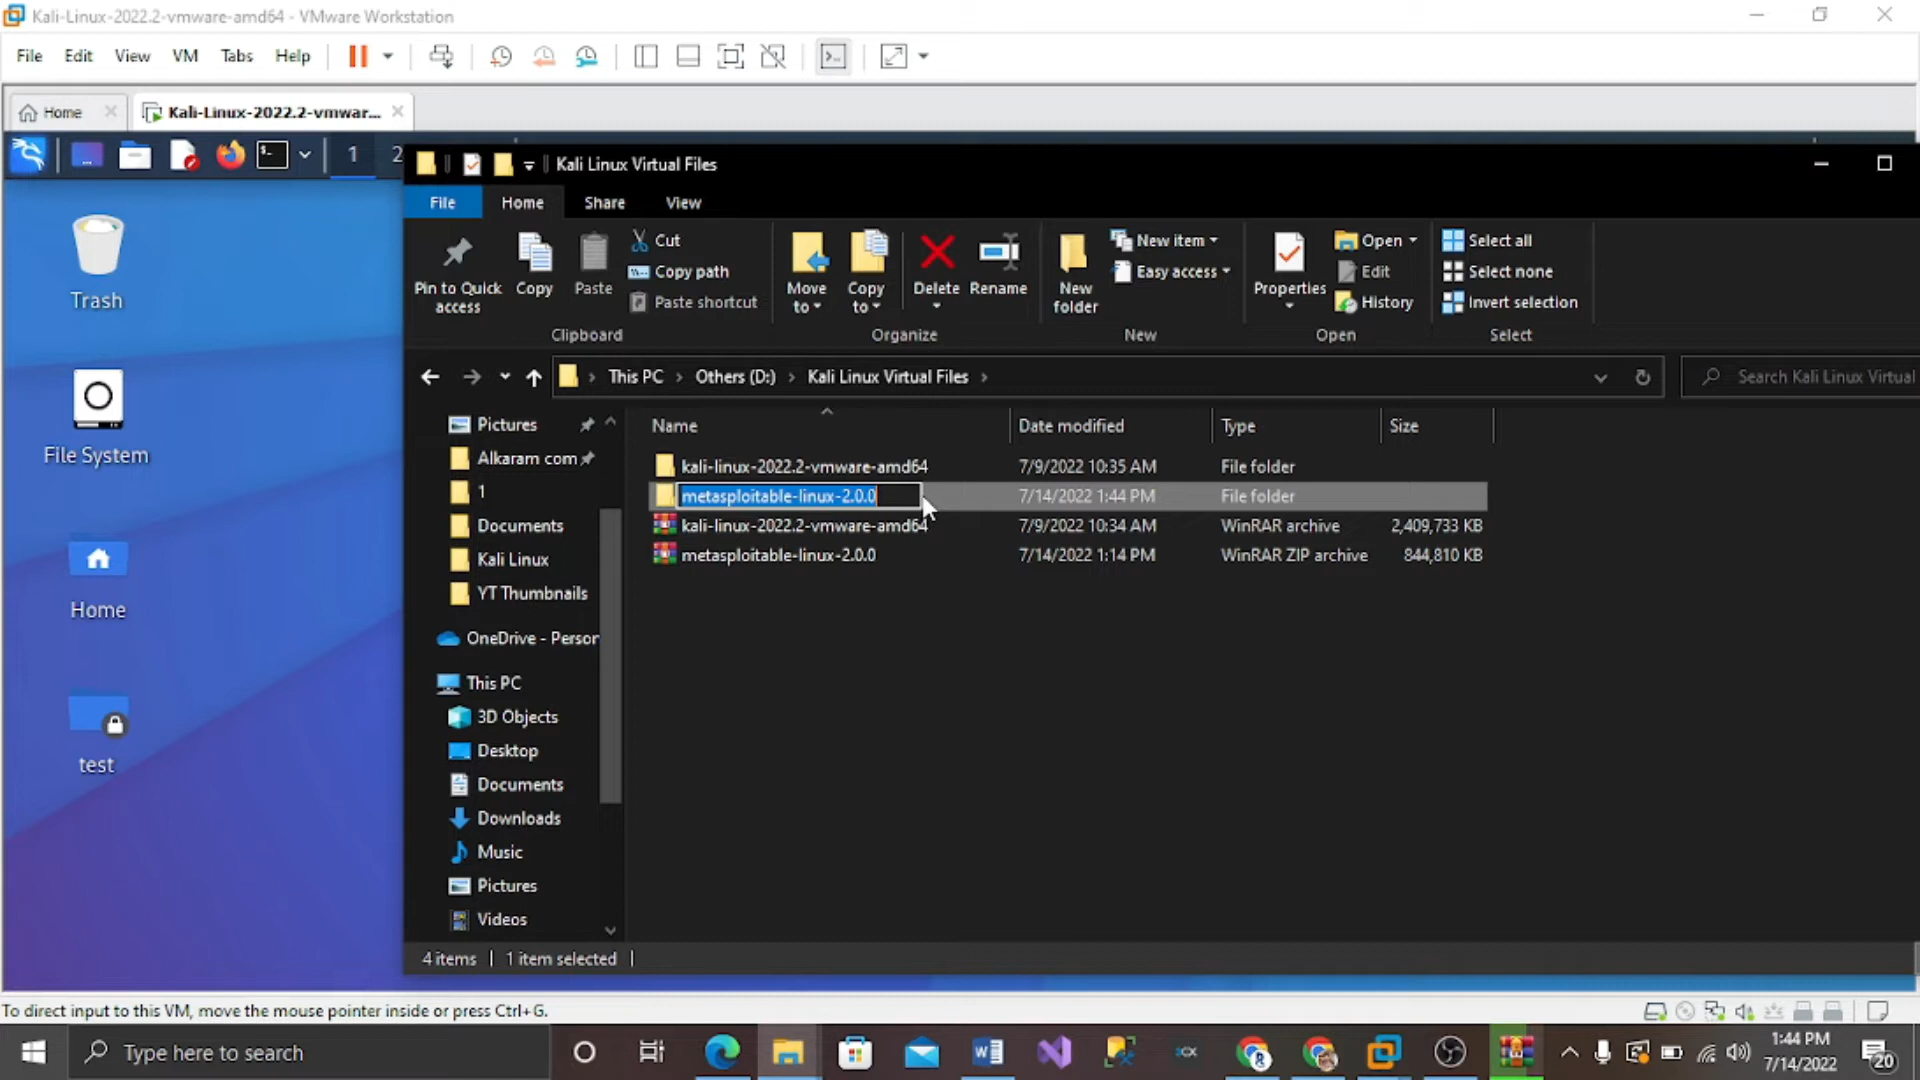 Kali-Linux-2022.2-vmware-amd64 - VMware Workstation
File Edit View VM Tabs Help
Home
Kali-Linux-2022.2-vmwar...
1
2
Kali Linux Virtual Files
File Home Share View
Pin to Quick access
Copy
Paste
Cut
Copy path
Paste shortcut
Move to
Copy to
Delete
Rename
New folder
New item
Easy access
Properties
Open
Edit
History
Select all
Select none
Invert selection
Clipboard
Organize
New
Open
Select
This PC > Others (D:) > Kali Linux Virtual Files >
Search Kali Linux Virtual
Name Date modified Type Size
kali-linux-2022.2-vmware-amd64 7/9/2022 10:35 AM File folder
metasploitable-linux-2.0.0 7/14/2022 1:44 PM File folder
kali-linux-2022.2-vmware-amd64 7/9/2022 10:34 AM WinRAR archive 2,409,733 KB
metasploitable-linux-2.0.0 7/14/2022 1:14 PM WinRAR ZIP archive 844,810 KB
Pictures
Alkaram com
1
Documents
Kali Linux
YT Thumbnails
OneDrive - Person
This PC
3D Objects
Desktop
Documents
Downloads
Music
Pictures
Videos
4 items
1 item selected
Trash
File System
Home
test
To direct input to this VM, move the mouse pointer inside or press Ctrl+G.
Type here to search
1:44 PM
7/14/2022
20